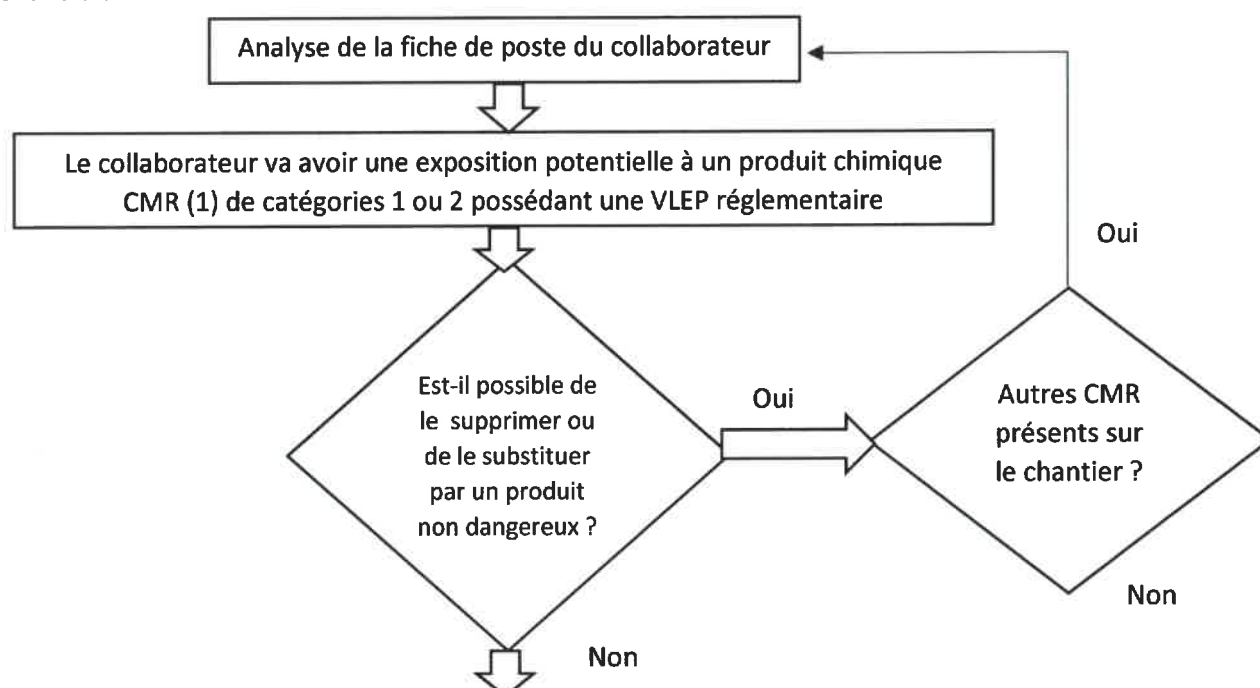 Analyse de la fiche de poste du collaborateur
Le collaborateur va avoir une exposition potentielle à un produit chimique
CMR (1) de catégories 1 ou 2 possédant une VLEP réglementaire
Oui
Est-il possible de
le supprimer ou
de le substituer
par un produit
non dangereux ?
Oui
Autres CMR
présents sur
le chantier ?
Non
Non